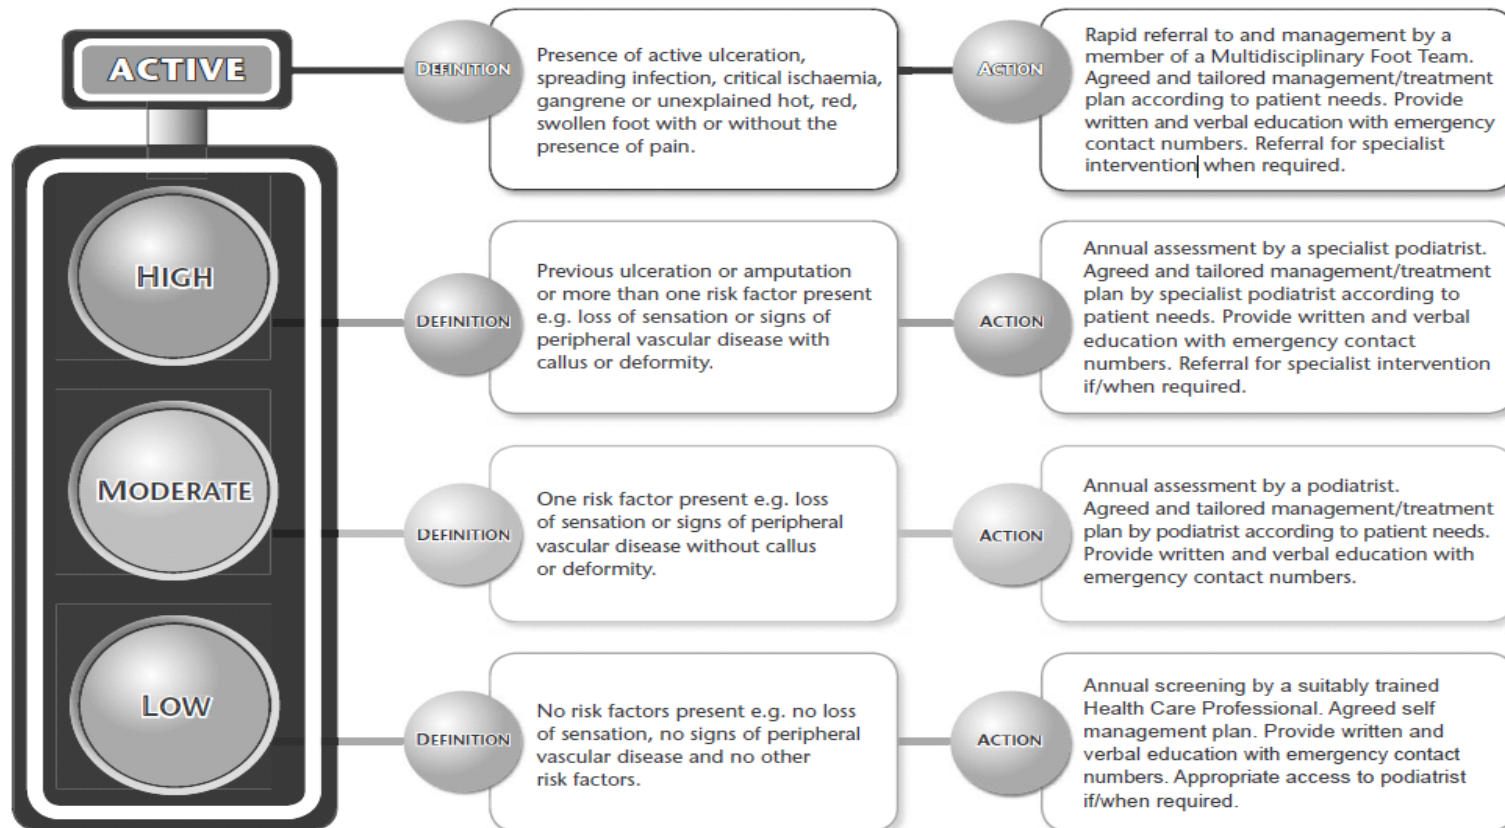 ACTIVE
DEFINITION
Presence of active ulceration,
spreading infection, critical ischaemia,
gangrene or unexplained hot, red,
swollen foot with or without the
presence of pain.
ACTION
Rapid referral to and management by a
member of a Multidisciplinary Foot Team.
Agreed and tailored management/treatment
plan according to patient needs. Provide
written and verbal education with emergency
contact numbers. Referral for specialist
intervention when required.
HIGH
DEFINITION
Previous ulceration or amputation
or more than one risk factor present
e.g. loss of sensation or signs of
peripheral vascular disease with
callus or deformity.
ACTION
Annual assessment by a specialist podiatrist.
Agreed and tailored management/treatment
plan by specialist podiatrist according to
patient needs. Provide written and verbal
education with emergency contact
numbers. Referral for specialist intervention
if/when required.
MODERATE
DEFINITION
One risk factor present e.g. loss
of sensation or signs of peripheral
vascular disease without callus
or deformity.
ACTION
Annual assessment by a podiatrist.
Agreed and tailored management/treatment
plan by podiatrist according to patient needs.
Provide written and verbal education with
emergency contact numbers.
LOW
DEFINITION
No risk factors present e.g. no loss
of sensation, no signs of peripheral
vascular disease and no other
risk factors.
ACTION
Annual screening by a suitably trained
Health Care Professional. Agreed self
management plan. Provide written and
verbal education with emergency contact
numbers. Appropriate access to podiatrist
if/when required.